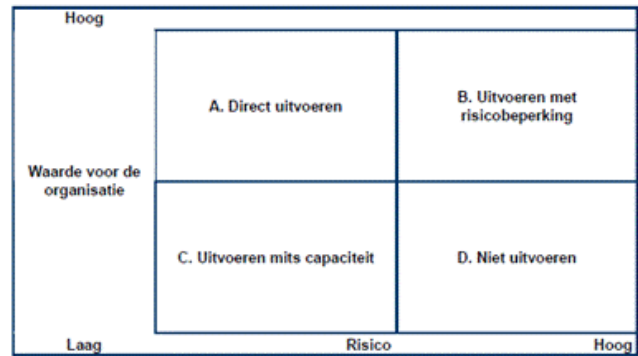 Hoog
A. Direct uitvoeren
B. Uitvoeren met
risicobeperking
Waarde voor de
organisatie
C. Uitvoeren mits capaciteit
D. Niet uitvoeren
Laag
Risico
Hoog